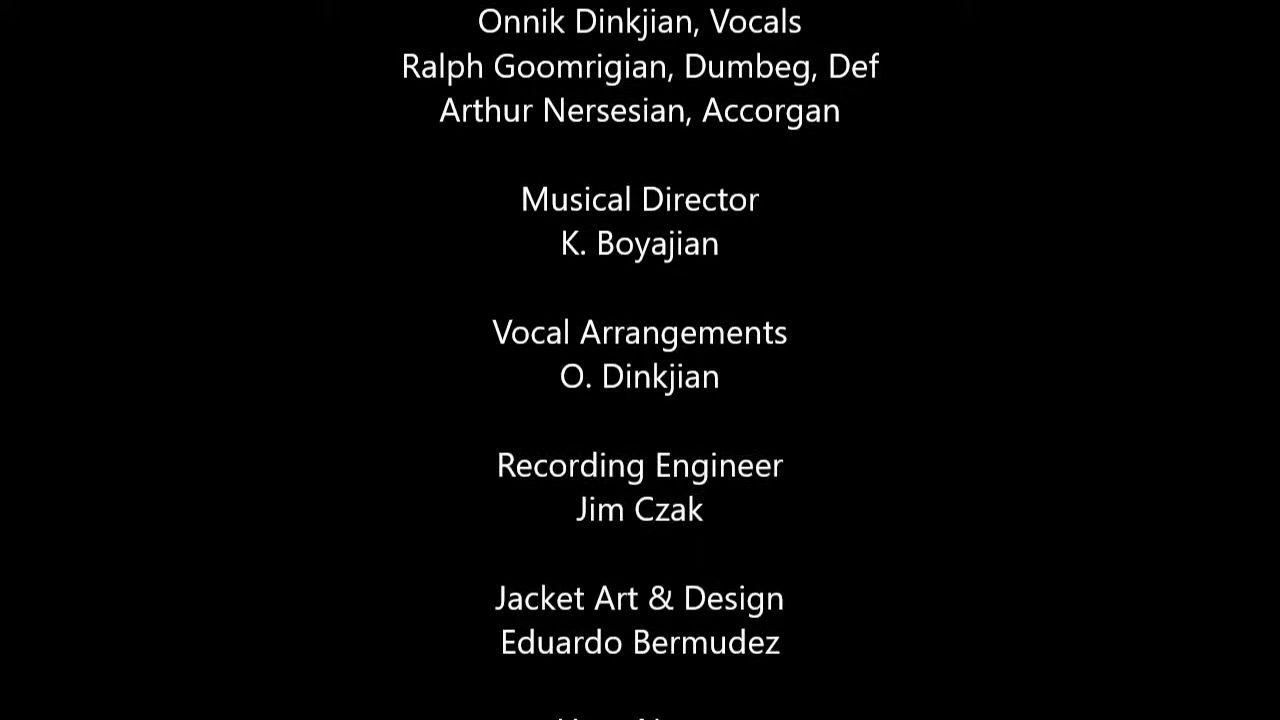 Onnik Dinkjian, Vocals
Ralph Goomrigian, Dumbeg, Def
Arthur Nersesian, Accorgan
Musical Director
K. Boyajian
Vocal Arrangements
O. Dinkjian
Recording Engineer
Jim Czak
Jacket Art & Design
Eduardo Bermudez